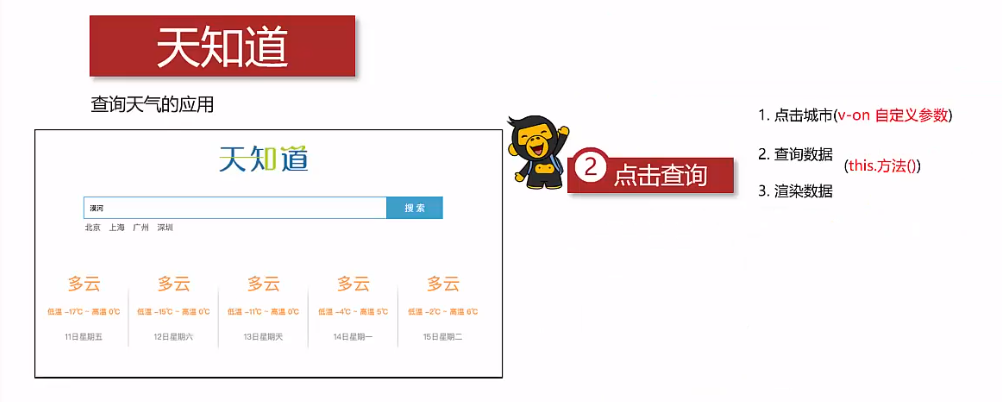 天知道
查询天气的应用
天知道
漠河
搜 索
北京 上海 广州 深圳
多云 多云 多云 多云 多云
低温 -17℃ ~ 高温 0℃ 低温 -15℃ ~ 高温 0℃ 低温 -11℃ ~ 高温 0℃ 低温 -4℃ ~ 高温 5℃ 低温 -2℃ ~ 高温 6℃
11日星期五 12日星期六 13日星期天 14日星期一 15日星期二
2 点击查询
1. 点击城市(v-on 自定义参数)
2. 查询数据
(this.方法())
3. 渲染数据